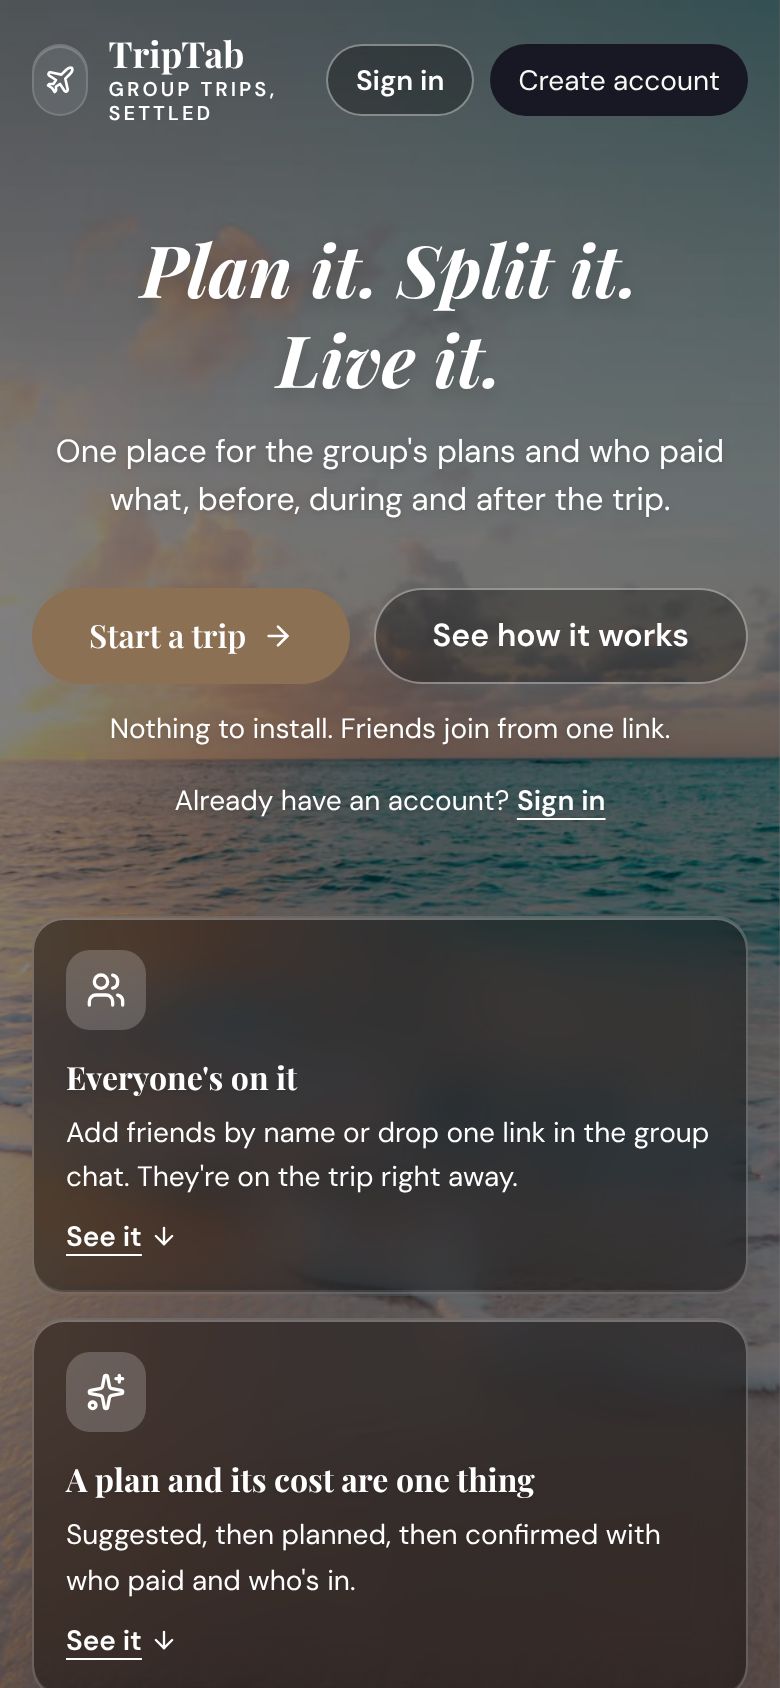 TripTab
GROUP TRIPS,
SETTLED
Sign in
Create account
Plan it. Split it.
Live it.
One place for the group's plans and who paid
what, before, during and after the trip.
Start a trip →
See how it works
Nothing to install. Friends join from one link.
Already have an account? Sign in
Everyone's on it
Add friends by name or drop one link in the group
chat. They're on the trip right away.
See it ↓
A plan and its cost are one thing
Suggested, then planned, then confirmed with
who paid and who's in.
See it ↓